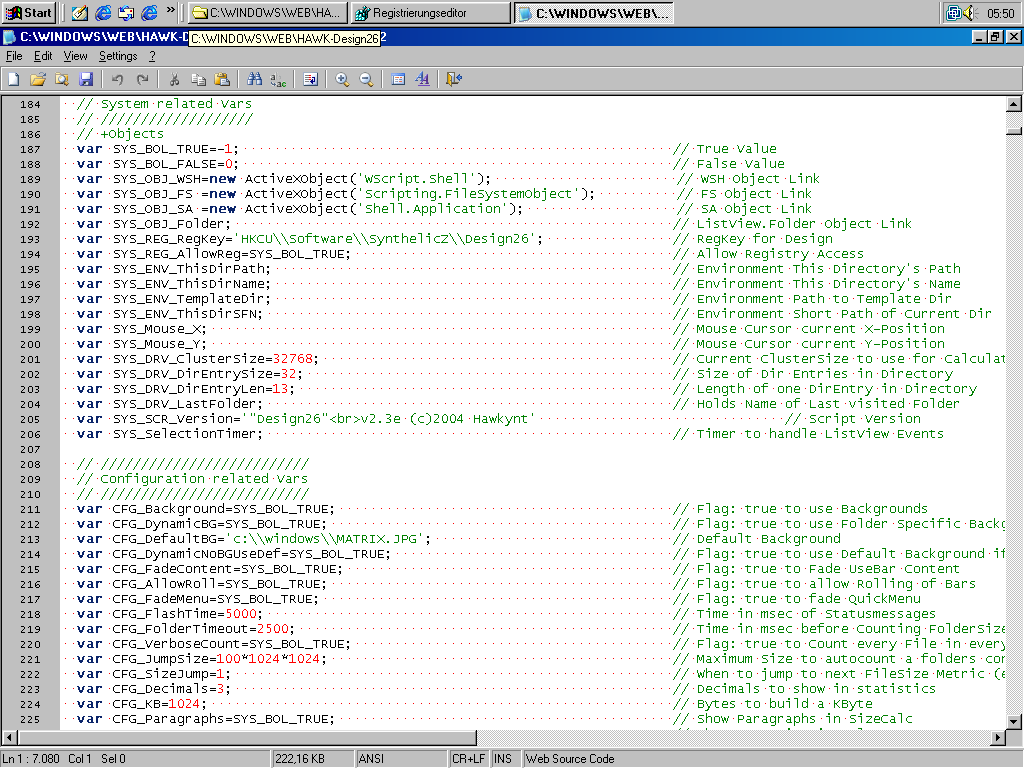 Start » C:\WINDOWS\WEB\HA... Registrierungseditor C:\WINDOWS\WEB\... 05:50
C:\WINDOWS\WEB\HAWK-D 2
C:\WINDOWS\WEB\HAWK-Design26
File Edit View Settings ?
184 // System related Vars
185 // ///////////////////
186 // +Objects
187 var SYS_BOL_TRUE=-1; // True Value
188 var SYS_BOL_FALSE=0; // False Value
189 var SYS_OBJ_WSH=new ActiveXObject('WScript.Shell'); // WSH Object Link
190 var SYS_OBJ_FS =new ActiveXObject('Scripting.FileSystemObject'); // FS Object Link
191 var SYS_OBJ_SA =new ActiveXObject('Shell.Application'); // SA Object Link
192 var SYS_OBJ_Folder; // ListView.Folder Object Link
193 var SYS_REG_RegKey='HKCU\\Software\\SynthelicZ\\Design26'; // RegKey for Design
194 var SYS_REG_AllowReg=SYS_BOL_TRUE; // Allow Registry Access
195 var SYS_ENV_ThisDirPath; // Environment This Directory's Path
196 var SYS_ENV_ThisDirName; // Environment This Directory's Name
197 var SYS_ENV_TemplateDir; // Environment Path to Template Dir
198 var SYS_ENV_ThisDirSFN; // Environment Short Path of Current Dir
199 var SYS_Mouse_X; // Mouse Cursor current X-Position
200 var SYS_Mouse_Y; // Mouse Cursor current Y-Position
201 var SYS_DRV_ClusterSize=32768; // Current ClusterSize to use for Calculat
202 var SYS_DRV_DirEntrySize=32; // Size of Dir Entries in Directory
203 var SYS_DRV_DirEntryLen=13; // Length of one DirEntry in Directory
204 var SYS_DRV_LastFolder; // Holds Name of Last visited Folder
205 var SYS_SCR_Version='"Design26"<br>v2.3e (c)2004 Hawkynt' // Script Version
206 var SYS_SelectionTimer; // Timer to handle ListView Events
207
208 // //////////////////////////
209 // Configuration related Vars
210 // //////////////////////////
211 var CFG_Background=SYS_BOL_TRUE; // Flag: true to use Backgrounds
212 var CFG_DynamicBG=SYS_BOL_TRUE; // Flag: true to use Folder Specific Backg
213 var CFG_DefaultBG='c:\\windows\\MATRIX.JPG'; // Default Background
214 var CFG_DynamicNoBGUseDef=SYS_BOL_TRUE; // Flag: true to use Default Background if
215 var CFG_FadeContent=SYS_BOL_TRUE; // Flag: true to Fade UseBar Content
216 var CFG_AllowRoll=SYS_BOL_TRUE; // Flag: true to allow Rolling of Bars
217 var CFG_FadeMenu=SYS_BOL_TRUE; // Flag: true to fade QuickMenu
218 var CFG_FlashTime=5000; // Time in msec of Statusmessages
219 var CFG_FolderTimeout=2500; // Time in msec before Counting FolderSize
220 var CFG_VerboseCount=SYS_BOL_TRUE; // Flag: true to Count every File in every
221 var CFG_JumpSize=100*1024*1024; // Maximum Size to autocount a folders con
222 var CFG_SizeJump=1; // When to jump to next FileSize Metric (e
223 var CFG_Decimals=3; // Decimals to show in statistics
224 var CFG_KB=1024; // Bytes to build a KByte
225 var CFG_Paragraphs=SYS_BOL_TRUE; // Show Paragraphs in SizeCalc
Ln 1 : 7.080 Col 1 Sel 0 222,16 KB ANSI CR+LF INS Web Source Code